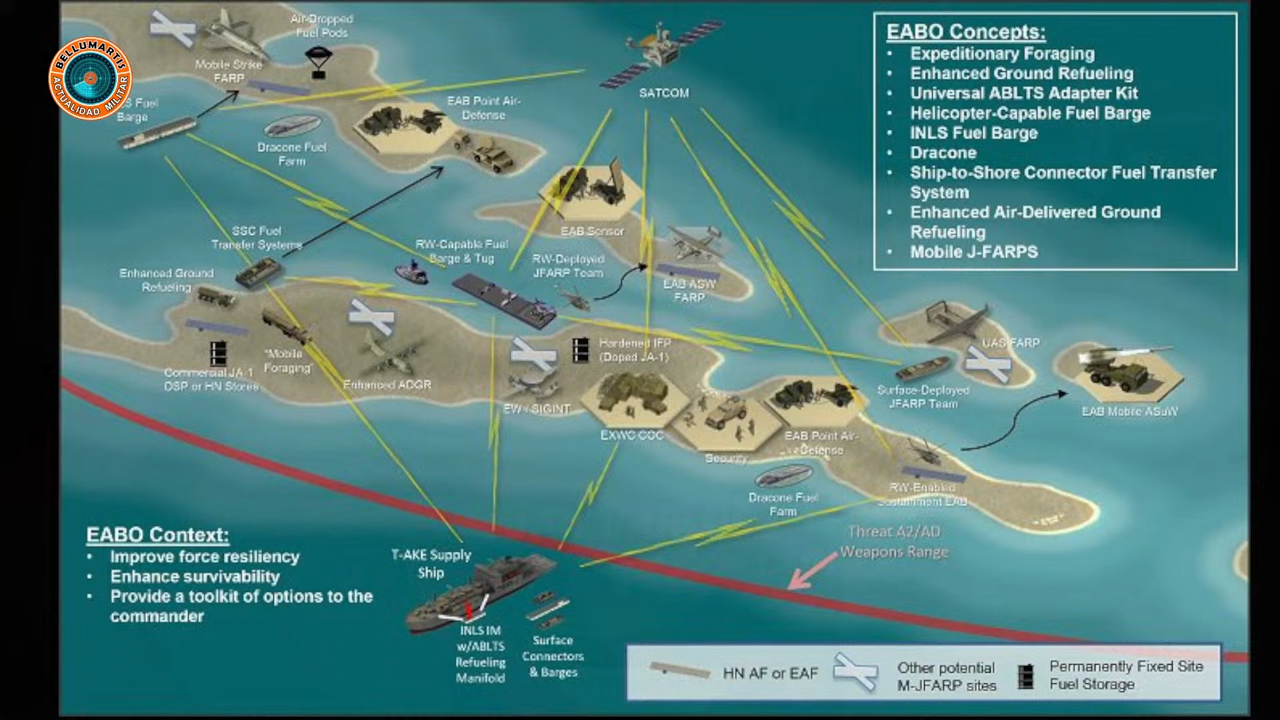 BELLUMARTIS
ACTUALIDAD MILITAR
Air-Dropped
Fuel Pods
Mobile Strike
FARP
SATCOM
EABO Concepts:
• Expeditionary Foraging
• Enhanced Ground Refueling
• Universal ABLTS Adapter Kit
• Helicopter-Capable Fuel Barge
• INLS Fuel Barge
• Dracone
• Ship-to-Shore Connector Fuel Transfer
System
• Enhanced Air-Delivered Ground
Refueling
• Mobile J-FARPS
Fuel
Barge
EAB Point Air-
Defense
Dracone Fuel
Farm
SSC Fuel
Transfer Systems
EAB Sensor
RW-Capable Fuel
Barge & Tug
RW-Deployed
JFARP Team
EAB ASW
FARP
Enhanced Ground
Refueling
"Mobile
Foraging"
Commercial JA-1
DSP or HN Stores
Enhanced ADGR
Hardened IFP
(Doped JA-1)
EW / SIGINT
EXWC COC
Security
EAB Point Air-
Defense
UAS FARP
Surface-Deployed
JFARP Team
EAB Mobile ASuW
Dracone Fuel
Farm
RW-Enabled
Sustainment EAB
Threat A2/AD
Weapons Range
EABO Context:
• Improve force resiliency
• Enhance survivability
• Provide a toolkit of options to the
commander
T-AKE Supply
Ship
INLS IM
w/ABLTS
Refueling
Manifold
Surface
Connectors
& Barges
HN AF or EAF
Other potential
M-JFARP sites
Permanently Fixed Site
Fuel Storage